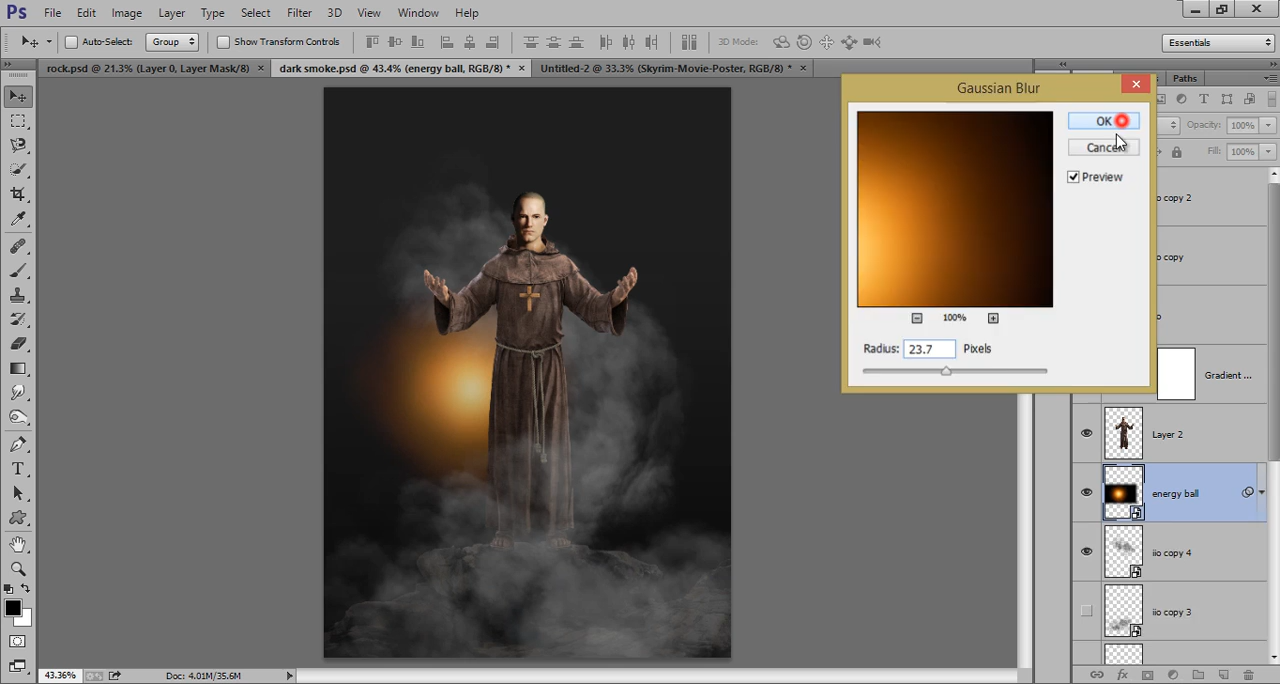 Ps File Edit Image Layer Type Select Filter 3D View Window Help
Auto-Select: Group Show Transform Controls 3D Mode: Essentials
rock.psd @ 21.3% (Layer 0, Layer Mask/8) × dark smoke.psd @ 43.4% (energy ball, RGB/8) * × Untitled-2 @ 33.3% (Skyrim-Movie-Poster, RGB/8) * × Paths
Gaussian Blur
OK
Cancel
Preview
100%
Radius: 23.7 Pixels
Opacity: 100%
Fill: 100%
o copy 2
o copy
o
Gradient ...
Layer 2
energy ball
iio copy 4
iio copy 3
43.36% Doc: 4.01M/35.6M